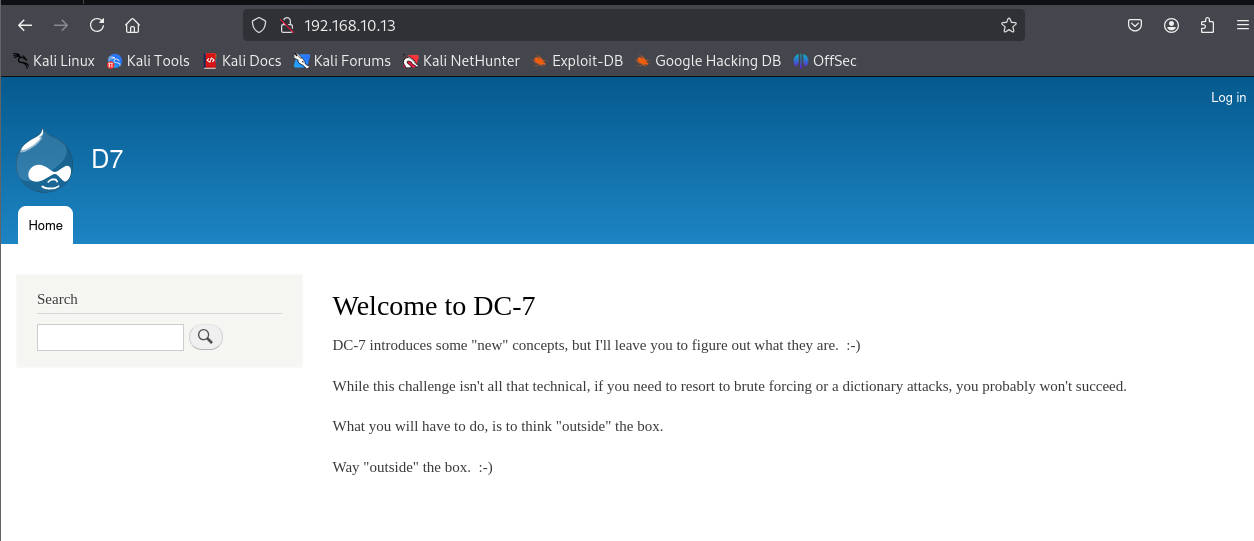 192.168.10.13
Kali Linux Kali Tools Kali Docs Kali Forums Kali NetHunter Exploit-DB Google Hacking DB OffSec
Log in
D7
Home
Search
Welcome to DC-7
DC-7 introduces some "new" concepts, but I'll leave you to figure out what they are.  :-)
While this challenge isn't all that technical, if you need to resort to brute forcing or a dictionary attacks, you probably won't succeed.
What you will have to do, is to think "outside" the box.
Way "outside" the box.  :-)